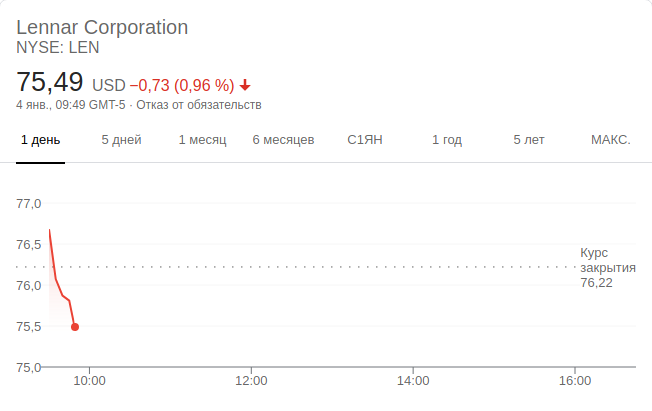 Lennar Corporation
NYSE: LEN
75,49 USD −0,73 (0,96 %)
4 янв., 09:49 GMT-5 · Отказ от обязательств
1 день 5 дней 1 месяц 6 месяцев С1ЯН 1 год 5 лет МАКС.
77,0
76,5
76,0
75,5
75,0
Курс
закрытия
76,22
10:00 12:00 14:00 16:00